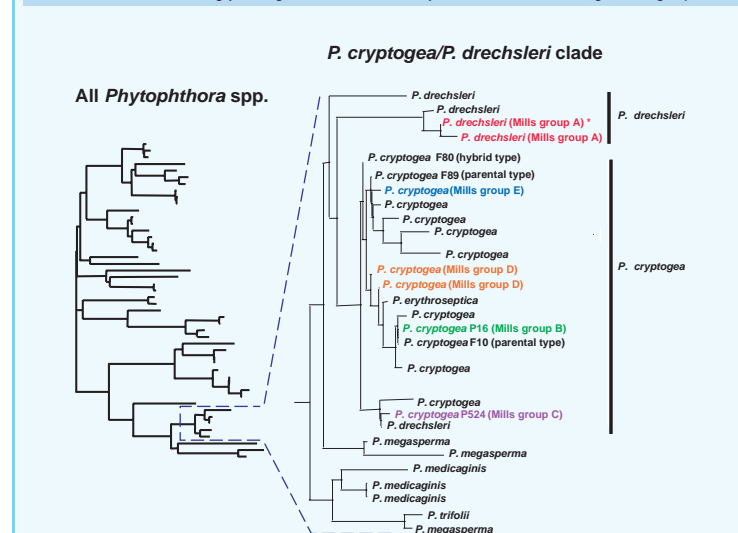 P. cryptogea/P. drechsleri clade
All Phytophthora spp.
P. drechsleri
P. drechsleri
P. drechsleri (Mills group A) *
P. drechsleri (Mills group A)
P. drechsleri
P. cryptogea F80 (hybrid type)
P. cryptogea F89 (parental type)
P. cryptogea (Mills group E)
P. cryptogea
P. cryptogea
P. cryptogea
P. cryptogea
P. cryptogea
P. cryptogea (Mills group D)
P. cryptogea (Mills group D)
P. erythroseptica
P. cryptogea
P. cryptogea P16 (Mills group B)
P. cryptogea F10 (parental type)
P. cryptogea
P. cryptogea
P. cryptogea P524 (Mills group C)
P. drechsleri
P. megasperma
P. megasperma
P. medicaginis
P. medicaginis
P. medicaginis
P. trifolii
P. megasperma